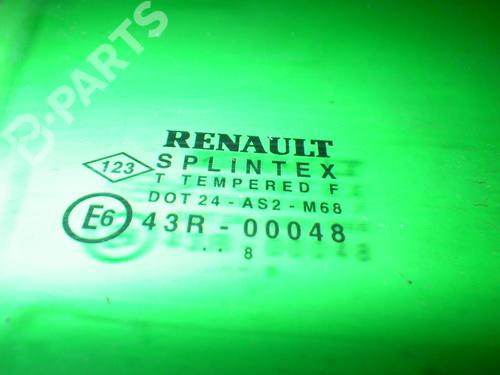 B-PARTS
RENAULT
123
SPLINTEX
T TEMPERED F
DOT 24 - AS2 - M68
E6
43R - 00048
. . 8